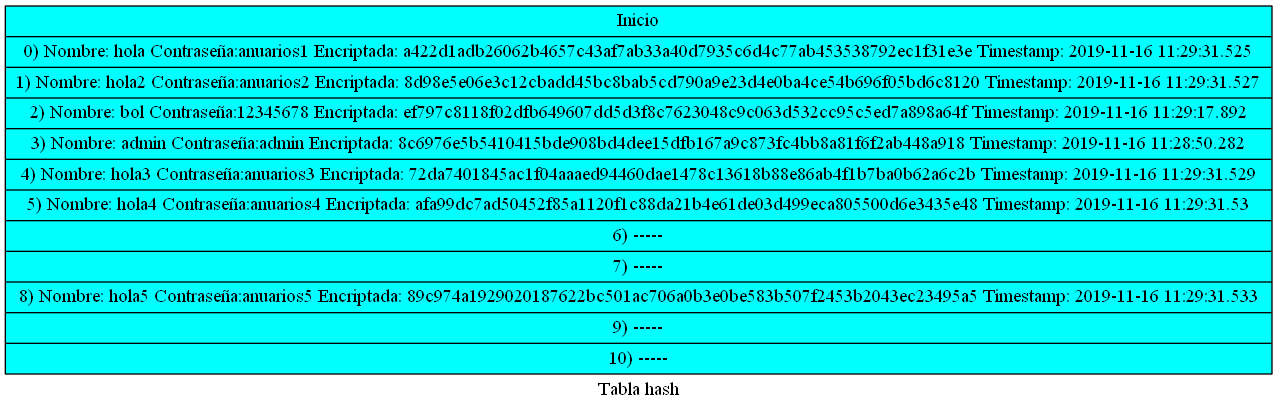 Inicio
0) Nombre: hola Contraseña:anuarios1 Encriptada: a422d1adb26062b4657c43af7ab33a40d7935c6d4c77ab453538792ec1f31e3e Timestamp: 2019-11-16 11:29:31.525
1) Nombre: hola2 Contraseña:anuarios2 Encriptada: 8d98e5e06e3c12cbadd45bc8bab5cd790a9e23d4e0ba4ce54b696f05bd6c8120 Timestamp: 2019-11-16 11:29:31.527
2) Nombre: bol Contraseña:12345678 Encriptada: ef797c8118f02dfb649607dd5d3f8c7623048c9c063d532cc95c5ed7a898a64f Timestamp: 2019-11-16 11:29:17.892
3) Nombre: admin Contraseña:admin Encriptada: 8c6976e5b5410415bde908bd4dee15dfb167a9c873fc4bb8a81f6f2ab448a918 Timestamp: 2019-11-16 11:28:50.282
4) Nombre: hola3 Contraseña:anuarios3 Encriptada: 72da7401845ac1f04aaaed94460dae1478c13618b88e86ab4f1b7ba0b62a6c2b Timestamp: 2019-11-16 11:29:31.529
5) Nombre: hola4 Contraseña:anuarios4 Encriptada: afa99dc7ad50452f85a1120f1c88da21b4e61de03d499eca805500d6e3435e48 Timestamp: 2019-11-16 11:29:31.53
6) -----
7) -----
8) Nombre: hola5 Contraseña:anuarios5 Encriptada: 89c974a1929020187622bc501ac706a0b3e0be583b507f2453b2043ec23495a5 Timestamp: 2019-11-16 11:29:31.533
9) -----
10) -----
Tabla hash